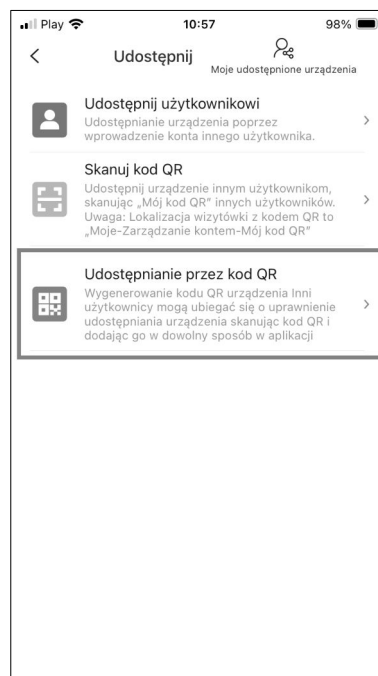 Play 10:57 98%
Udostępnij
Moje udostępnione urządzenia
Udostępnij użytkownikowi
Udostępnianie urządzenia poprzez
wprowadzenie konta innego użytkownika.
Skanuj kod QR
Udostępnij urządzenie innym użytkownikom,
skanując „Mój kod QR" innych użytkowników.
Uwaga: Lokalizacja wizytówki z kodem QR to
„Moje-Zarządzanie kontem-Mój kod QR"
Udostępnianie przez kod QR
Wygenerowanie kodu QR urządzenia Inni
użytkownicy mogą ubiegać się o uprawnienie
udostępniania urządzenia skanując kod QR i
dodając go w dowolny sposób w aplikacji